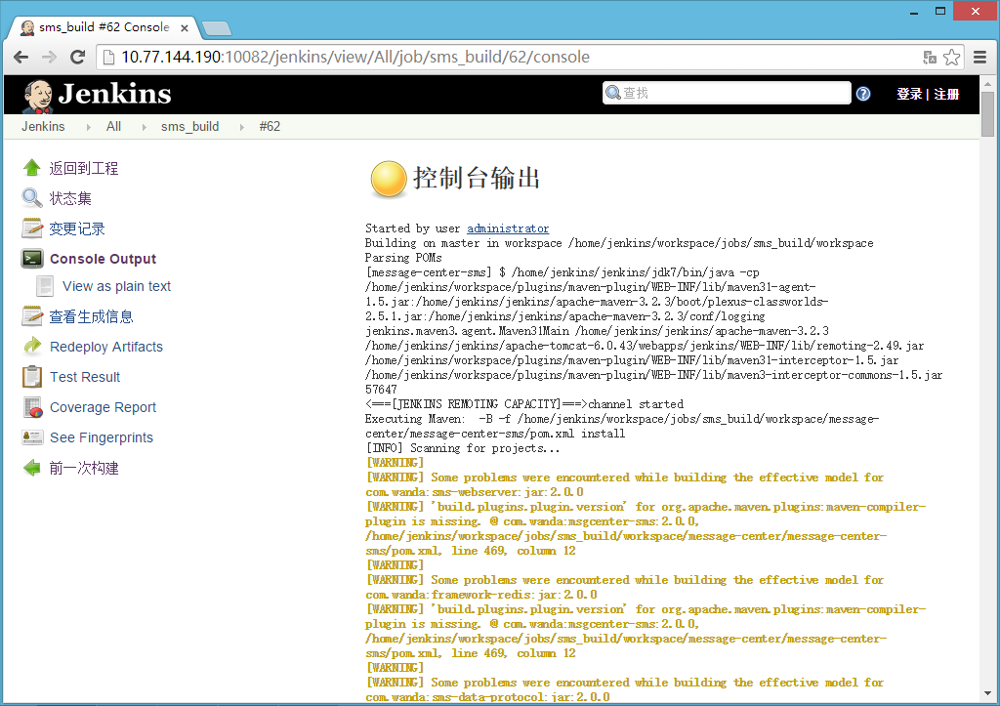 sms_build #62 Console
10.77.144.190:10082/jenkins/view/All/job/sms_build/62/console
Jenkins
查找
登录 | 注册
Jenkins All sms_build #62
返回到工程
状态集
变更记录
Console Output
View as plain text
查看生成信息
Redeploy Artifacts
Test Result
Coverage Report
See Fingerprints
前一次构建
控制台输出
Started by user administrator
Building on master in workspace /home/jenkins/workspace/jobs/sms_build/workspace
Parsing POMs
[message-center-sms] $ /home/jenkins/jenkins/jdk7/bin/java -cp
/home/jenkins/workspace/plugins/maven-plugin/WEB-INF/lib/maven31-agent-
1.5.jar:/home/jenkins/jenkins/apache-maven-3.2.3/boot/plexus-classworlds-
2.5.1.jar:/home/jenkins/jenkins/apache-maven-3.2.3/conf/logging
jenkins.maven3.agent.Maven31Main /home/jenkins/jenkins/apache-maven-3.2.3
/home/jenkins/jenkins/apache-tomcat-6.0.43/webapps/jenkins/WEB-INF/lib/remoting-2.49.jar
/home/jenkins/workspace/plugins/maven-plugin/WEB-INF/lib/maven31-interceptor-1.5.jar
/home/jenkins/workspace/plugins/maven-plugin/WEB-INF/lib/maven3-interceptor-commons-1.5.jar
57647
<===[JENKINS REMOTING CAPACITY]===>channel started
Executing Maven:  -B -f /home/jenkins/workspace/jobs/sms_build/workspace/message-
center/message-center-sms/pom.xml install
[INFO] Scanning for projects...
[WARNING]
[WARNING] Some problems were encountered while building the effective model for
com.wanda:sms-webserver:jar:2.0.0
[WARNING] 'build.plugins.plugin.version' for org.apache.maven.plugins:maven-compiler-
plugin is missing. @ com.wanda:msgcenter-sms:2.0.0,
/home/jenkins/workspace/jobs/sms_build/workspace/message-center/message-center-
sms/pom.xml, line 469, column 12
[WARNING]
[WARNING] Some problems were encountered while building the effective model for
com.wanda:framework-redis:jar:2.0.0
[WARNING] 'build.plugins.plugin.version' for org.apache.maven.plugins:maven-compiler-
plugin is missing. @ com.wanda:msgcenter-sms:2.0.0,
/home/jenkins/workspace/jobs/sms_build/workspace/message-center/message-center-
sms/pom.xml, line 469, column 12
[WARNING]
[WARNING] Some problems were encountered while building the effective model for
com.wanda:sms-data-protocol:jar:2.0.0